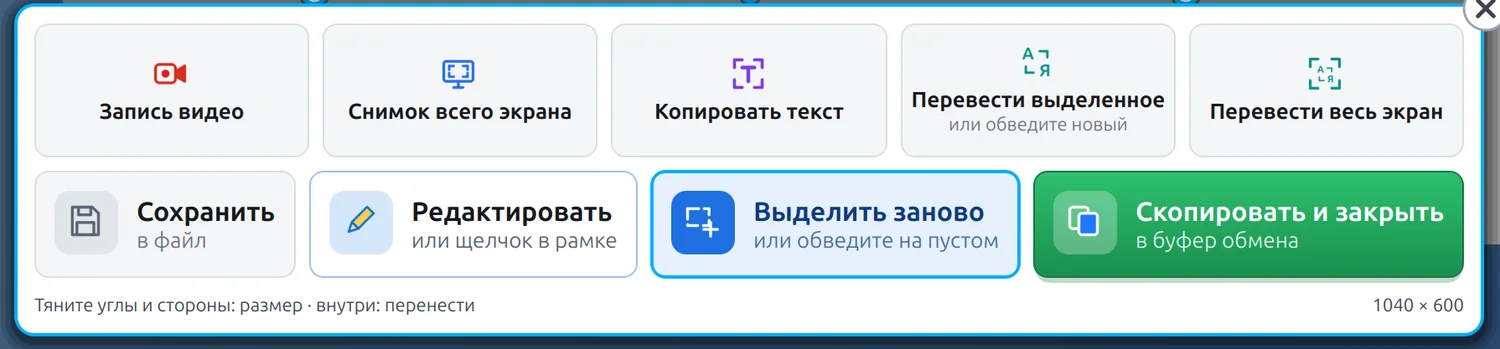 Запись видео
Снимок всего экрана
Копировать текст
Перевести выделенное
или обведите новый
Перевести весь экран
Сохранить
в файл
Редактировать
или щелчок в рамке
Выделить заново
или обведите на пустом
Скопировать и закрыть
в буфер обмена
Тяните углы и стороны: размер · внутри: перенести
1040 × 600